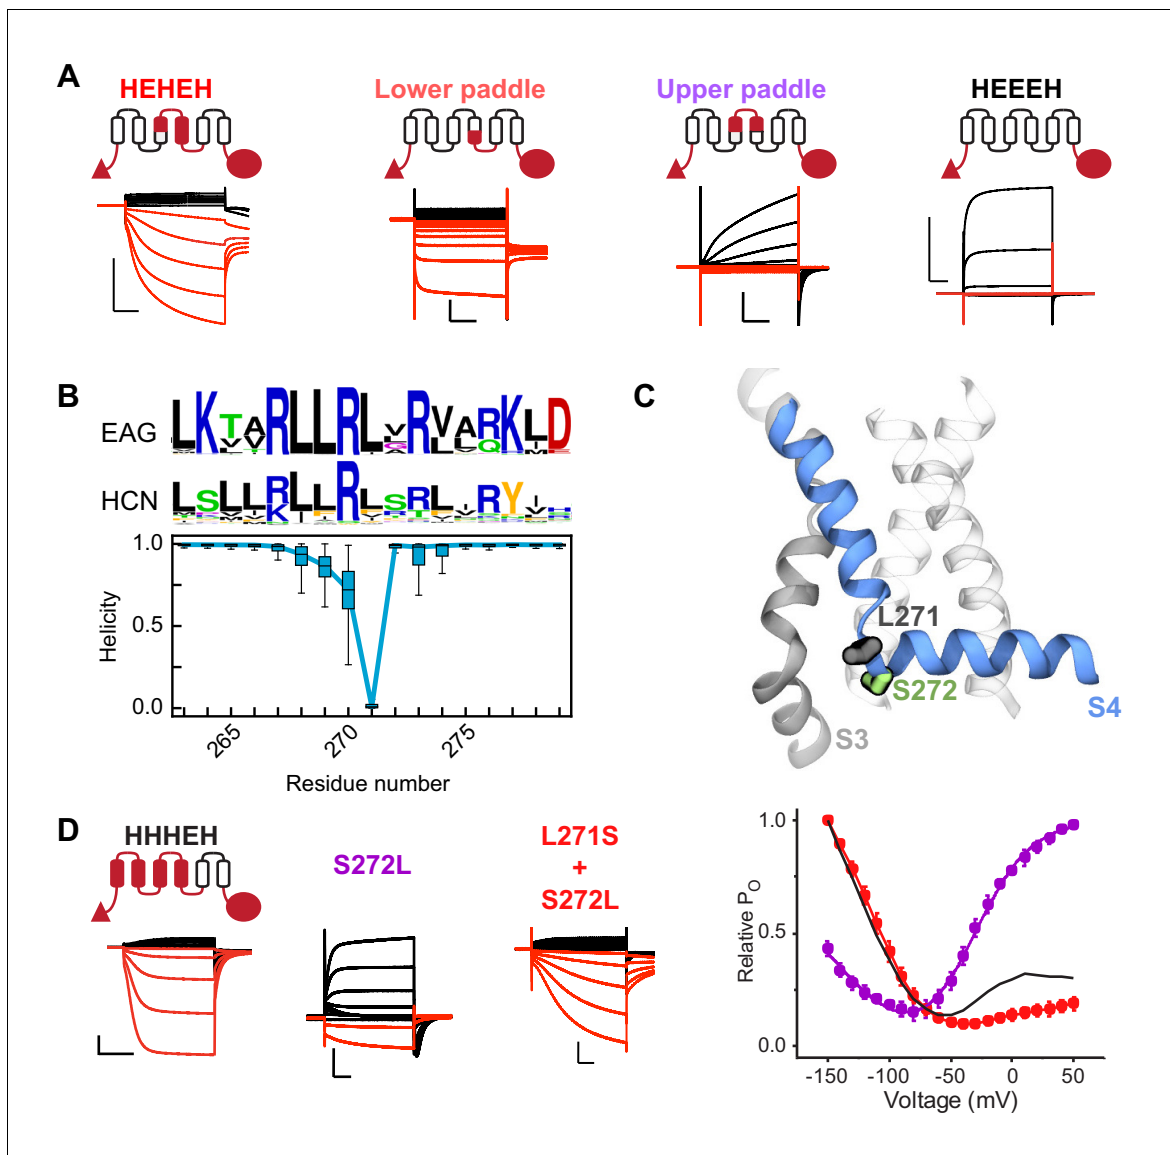 A
HEHEH
Lower paddle
Upper paddle
HEEEH
B
EAG
HCN
1.0
0.5
0.0
Helicity
265
270
275
Residue number
C
L271
S272
S4
S3
D
HHHEH
S272L
L271S
+
S272L
1.0
0.5
0.0
Relative PO
-150
-100
-50
0
50
Voltage (mV)